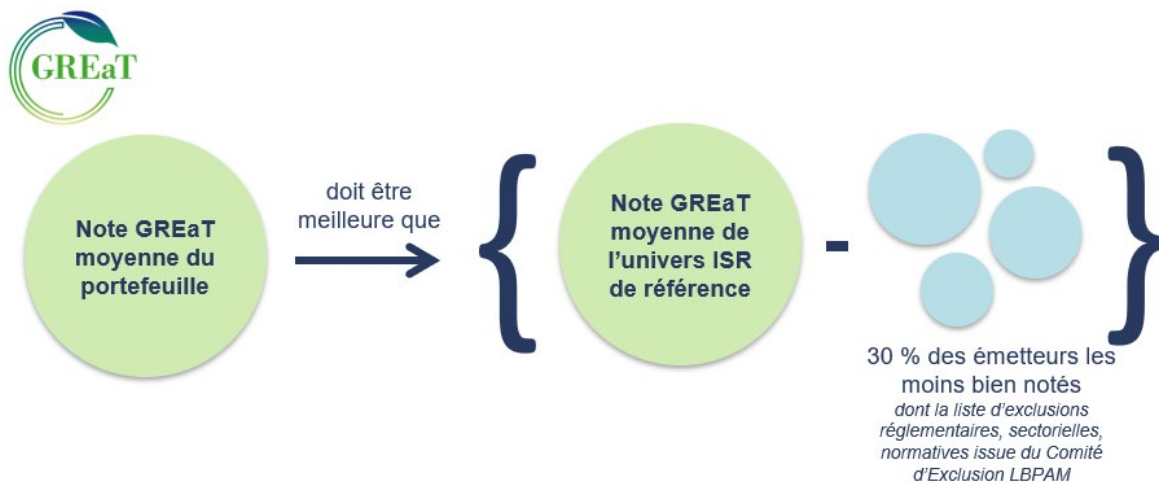 GREaT
Note GREaT
moyenne du
portefeuille
doit être
meilleure que
{
Note GREaT
moyenne de
l’univers ISR
de référence
-
}
30 % des émetteurs les
moins bien notés
dont la liste d’exclusions
réglementaires, sectorielles,
normatives issue du Comité
d’Exclusion LBPAM